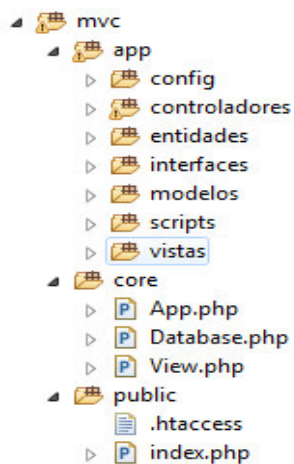 mvc
app
config
controladores
entidades
interfaces
modelos
scripts
vistas
core
App.php
Database.php
View.php
public
.htaccess
index.php